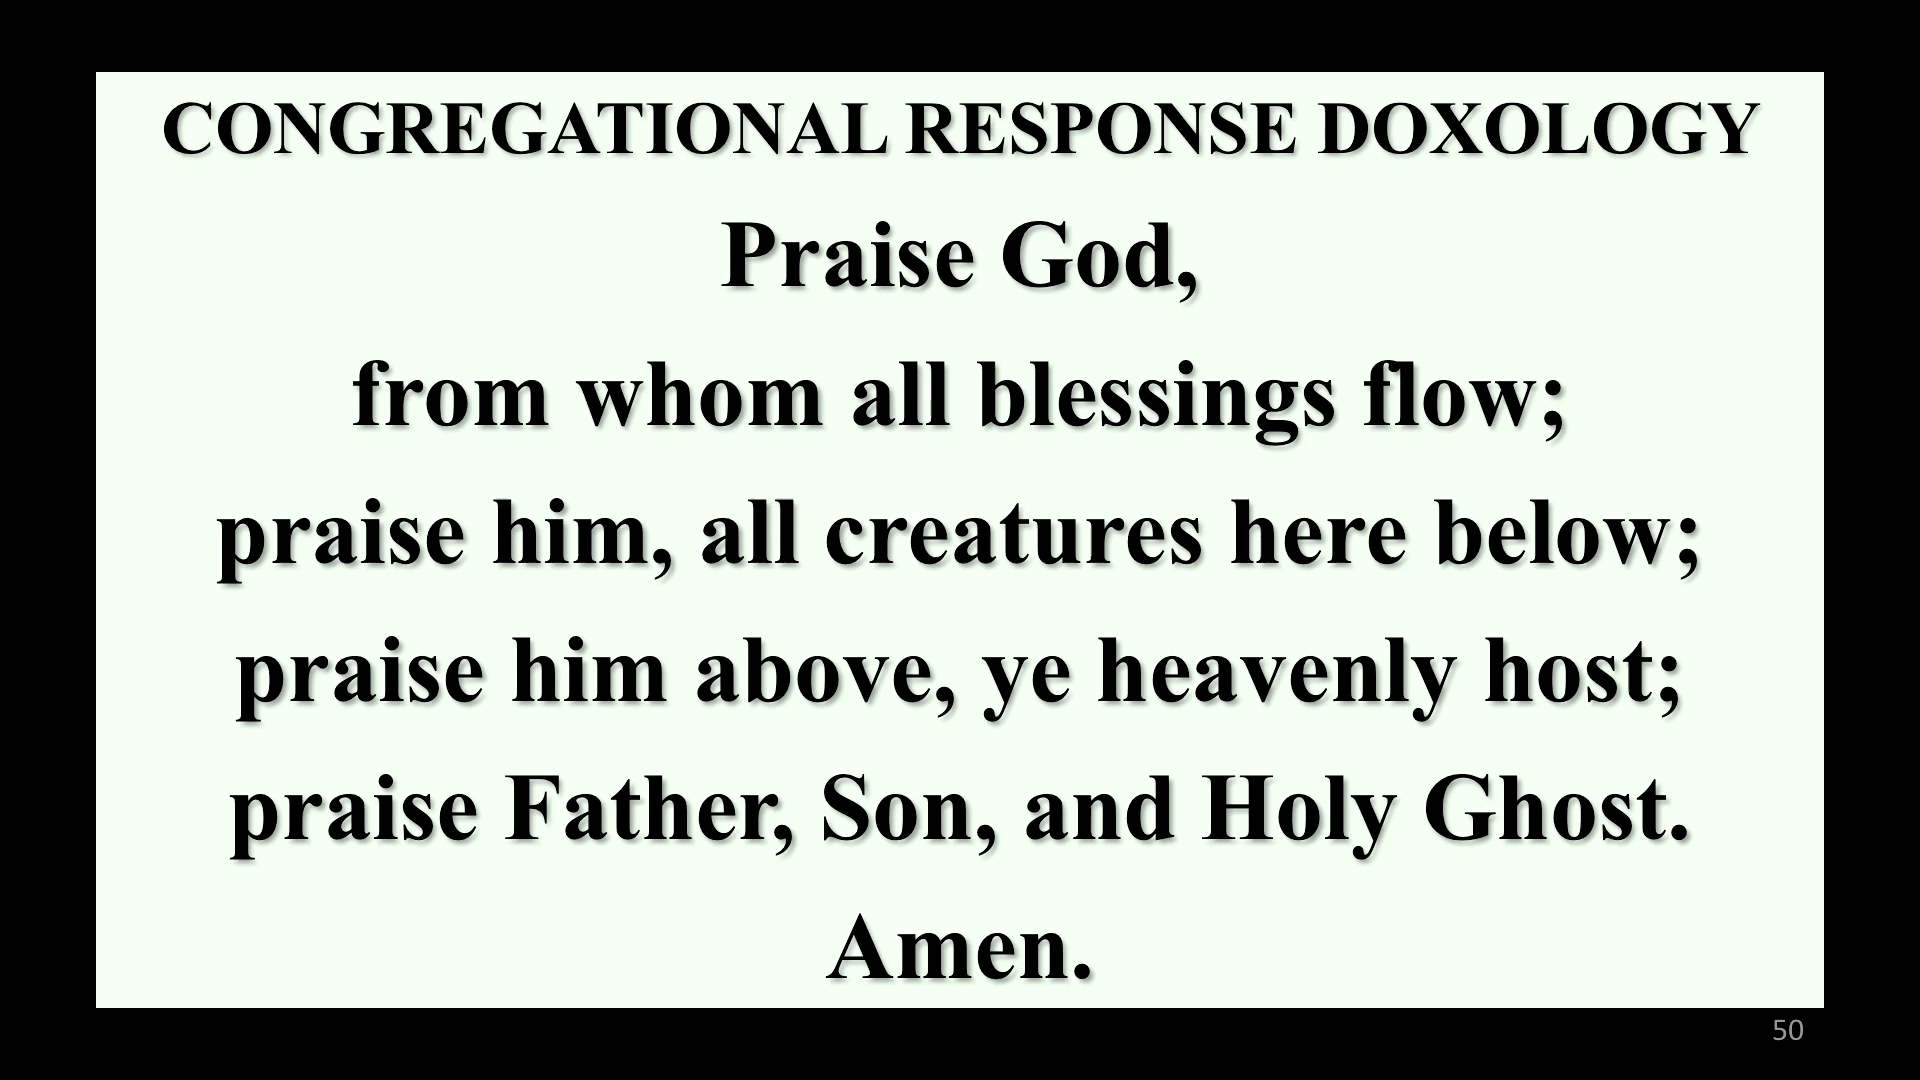 CONGREGATIONAL RESPONSE DOXOLOGY
Praise God,
from whom all blessings flow;
praise him, all creatures here below;
praise him above, ye heavenly host;
praise Father, Son, and Holy Ghost.
Amen.
50